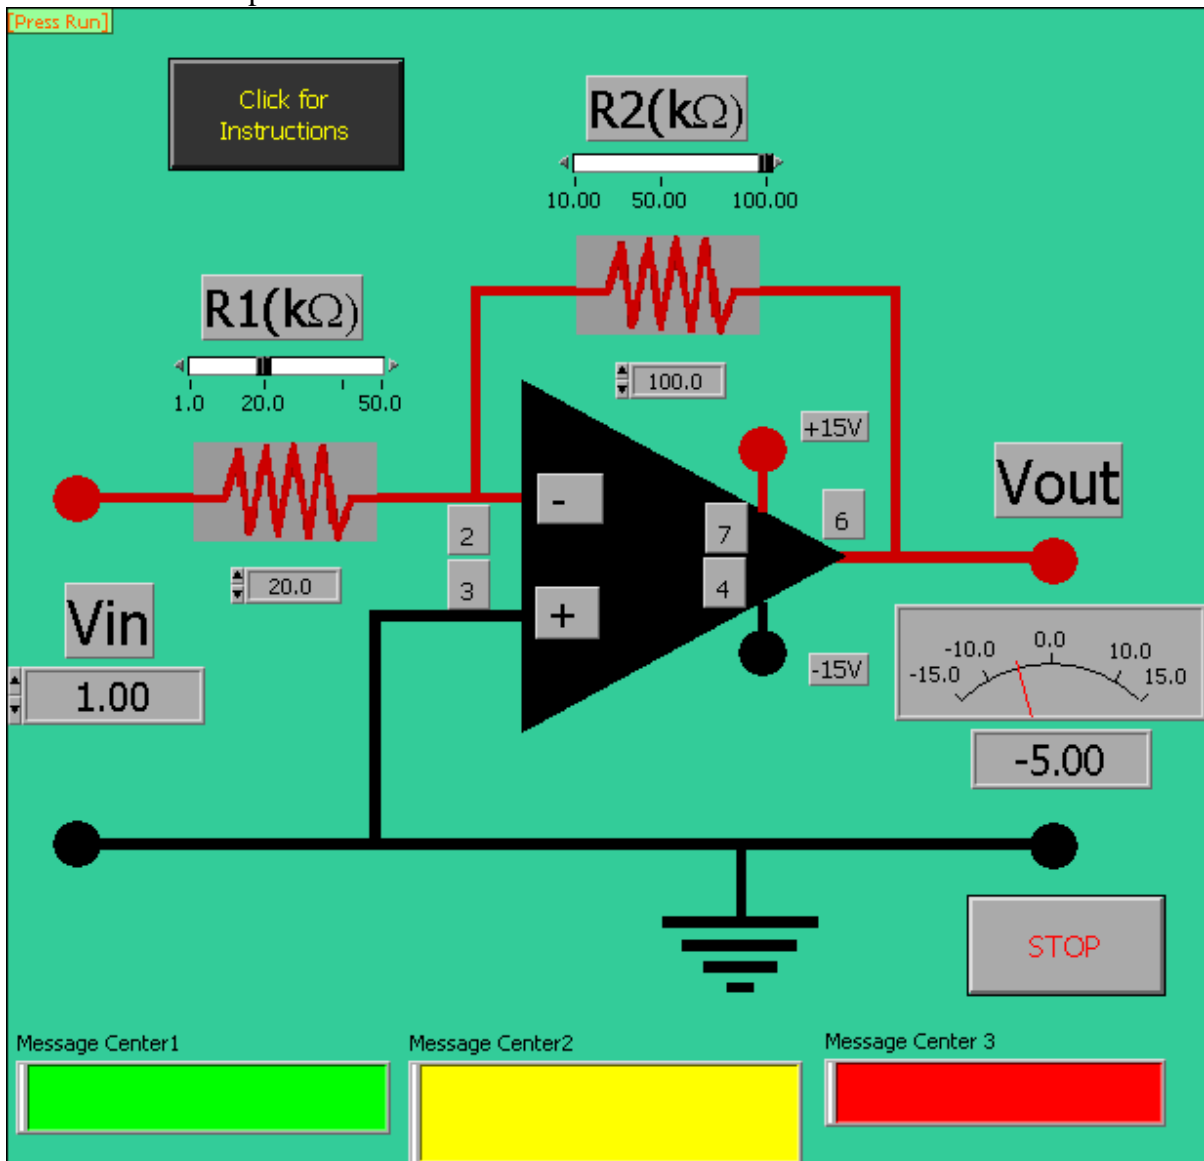 [Press Run]
Click for
Instructions
R2(kΩ)
10.00 50.00 100.00
R1(kΩ)
1.0 20.0 50.0
100.0
+15V
Vout
-
2
7
6
20.0
3
4
+
Vin
-15V
-10.0 0.0 10.0
-15.0 15.0
1.00
-5.00
STOP
Message Center1
Message Center2
Message Center 3